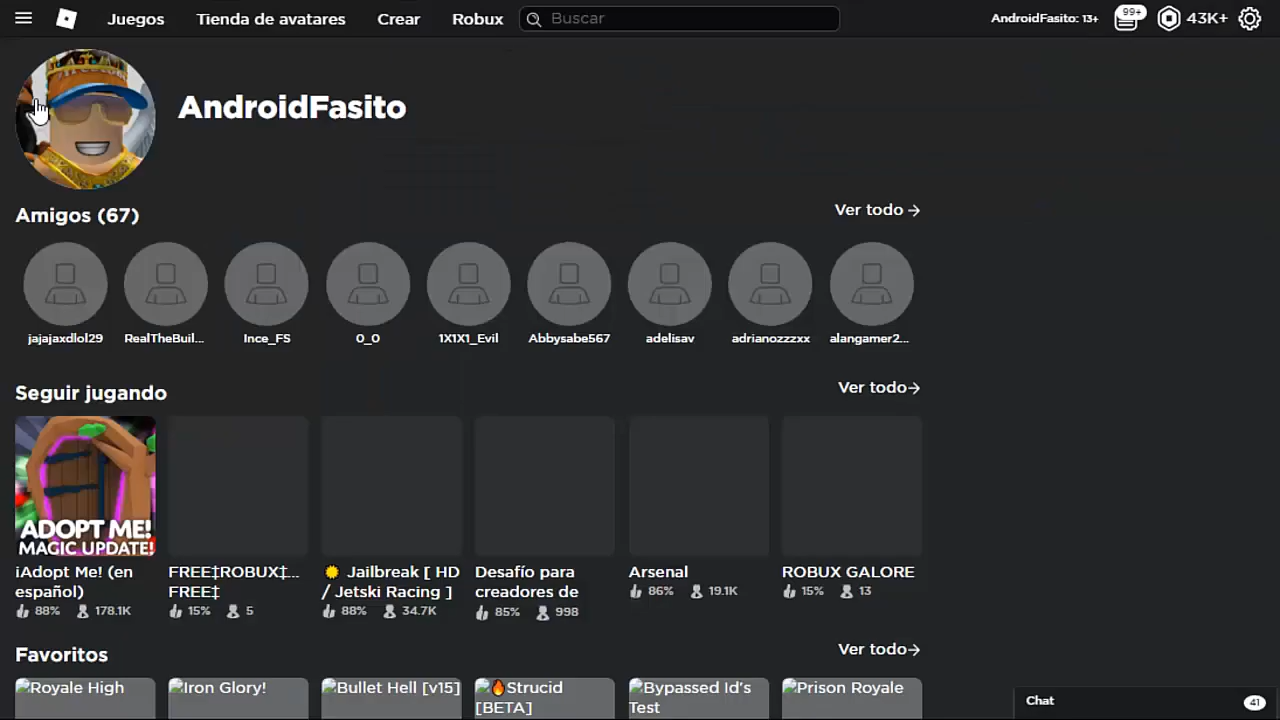 Juegos Tienda de avatares Crear Robux Buscar AndroidFasito: 13+ 99+ 43K+
AndroidFasito
Amigos (67) Ver todo →
jajajaxdlol29 RealTheBuil... Ince_FS 0_0 1X1X1_Evil Abbysabe567 adelisav adrianozzzxx alangamer2...
Seguir jugando Ver todo→
ADOPT ME!
MAGIC UPDATE!
¡Adopt Me! (en
español)
88% 178.1K
FREE‡ROBUX‡...
FREE‡
15% 5
Jailbreak [ HD
/ Jetski Racing ]
88% 34.7K
Desafío para
creadores de
85% 998
Arsenal
86% 19.1K
ROBUX GALORE
15% 13
Favoritos Ver todo→
Royale High
Iron Glory!
Bullet Hell [v15]
🔥Strucid
[BETA]
Bypassed Id's
Test
Prison Royale
Chat 41